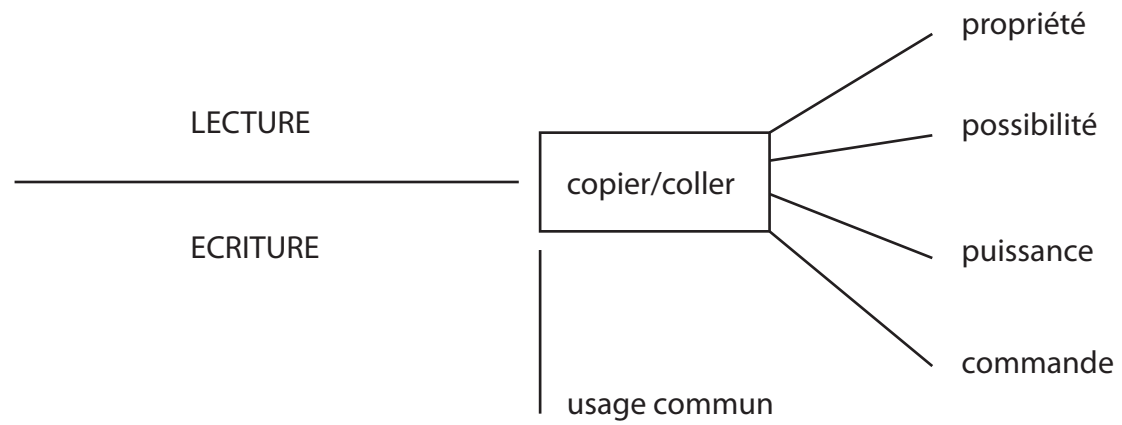 propriété
LECTURE
possibilité
copier/coller
ECRITURE
puissance
commande
usage commun